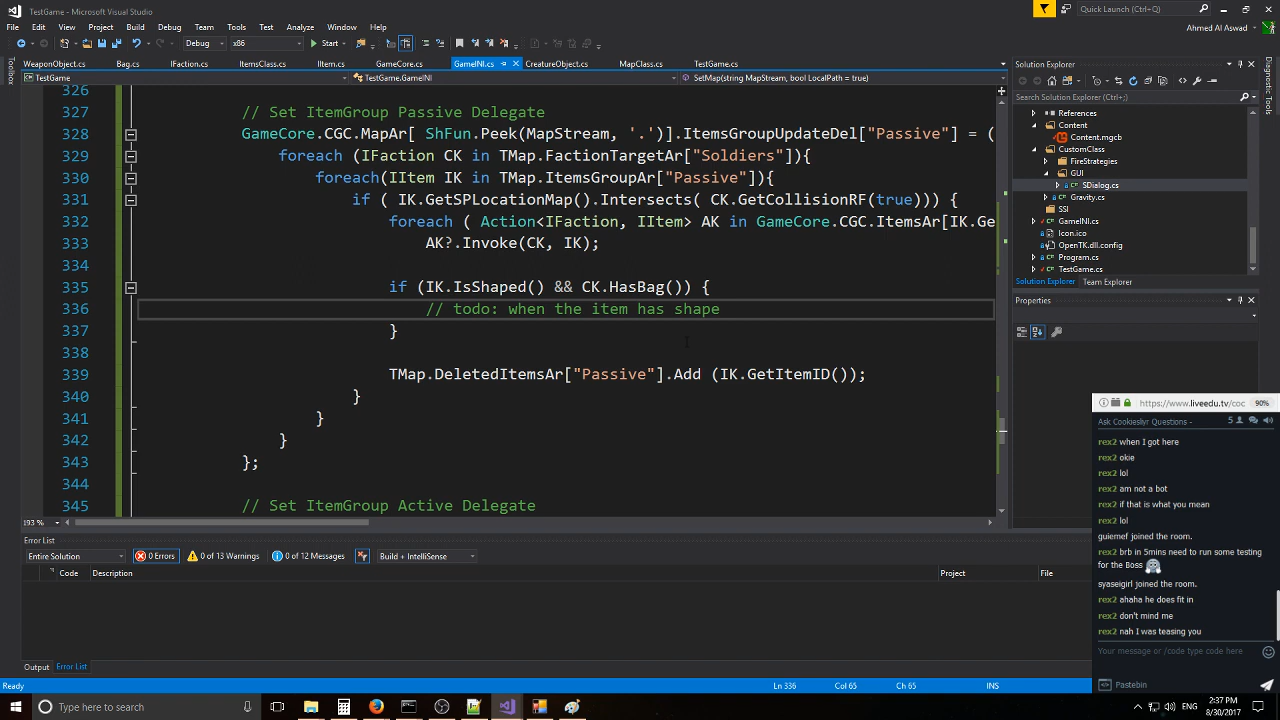 TestGame - Microsoft Visual Studio
Quick Launch (Ctrl+Q)
File Edit View Project Build Debug Team Tools Test Analyze Window Help
Ahmed Al Aswad
Debug x86 Start
WeaponObject.cs Bag.cs IFaction.cs ItemsClass.cs IItem.cs GameCore.cs GameINI.cs CreatureObject.cs MapClass.cs TestGame.cs
TestGame TestGame.GameINI SetMap(string MapStream, bool LocalPath = true)
Toolbox
326
327 // Set ItemGroup Passive Delegate
328 GameCore.CGC.MapAr[ ShFun.Peek(MapStream, '.')].ItemsGroupUpdateDel["Passive"] = (
329 foreach (IFaction CK in TMap.FactionTargetAr["Soldiers"]){
330 foreach(IItem IK in TMap.ItemsGroupAr["Passive"]){
331 if ( IK.GetSPLocationMap().Intersects( CK.GetCollisionRF(true))) {
332 foreach ( Action<IFaction, IItem> AK in GameCore.CGC.ItemsAr[IK.Ge
333 AK?.Invoke(CK, IK);
334
335 if (IK.IsShaped() && CK.HasBag()) {
336 // todo: when the item has shape
337 }
338
339 TMap.DeletedItemsAr["Passive"].Add (IK.GetItemID());
340 }
341 }
342 }
343 };
344
345 // Set ItemGroup Active Delegate
193 %
Solution Explorer
Search Solution Explorer (Ctrl+;)
References
Content
Content.mgcb
CustomClass
FireStrategies
GUI
SDialog.cs
Gravity.cs
SSI
GameINI.cs
Icon.ico
OpenTK.dll.config
Program.cs
TestGame.cs
Solution Explorer Team Explorer
Properties
Diagnostic Tools
Error List
Entire Solution 0 Errors 0 of 13 Warnings 0 of 12 Messages Build + IntelliSense
Code Description Project File
Output Error List
Ready Ln 336 Col 65 Ch 65 INS
https://www.liveedu.tv/coc 90%
Ask Cookiesliyr Questions - 5
rex2 when I got here
rex2 okie
rex2 lol
rex2 am not a bot
rex2 if that is what you mean
rex2 lol
guiemef joined the room.
rex2 brb in 5mins need to run some testing
for the Boss
syaseigirl joined the room.
rex2 ahaha he does fit in
rex2 don't mind me
rex2 nah I was teasing you
Your message or /code type code here
Pastebin
Type here to search
ENG
2:37 PM
8/30/2017